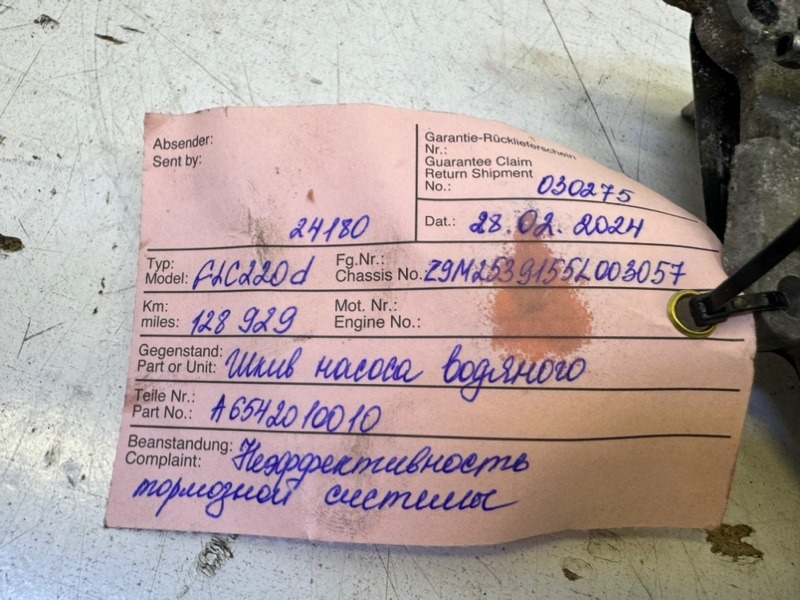 Absender:
Sent by:
24180
Garantie-Rücklieferschein
Nr.:
Guarantee Claim
Return Shipment
No.: 030275
Dat.: 28.02.2024
Typ:
Model: GLC220d
Fg.Nr.:
Chassis No. Z9M2539155L003057
Km:
miles: 128 929
Mot. Nr.:
Engine No.:
Gegenstand:
Part or Unit: Шкив насоса водяного
Teile Nr.:
Part No.: A6542010010
Beanstandung:
Complaint: Неэффективность
тормозной системы